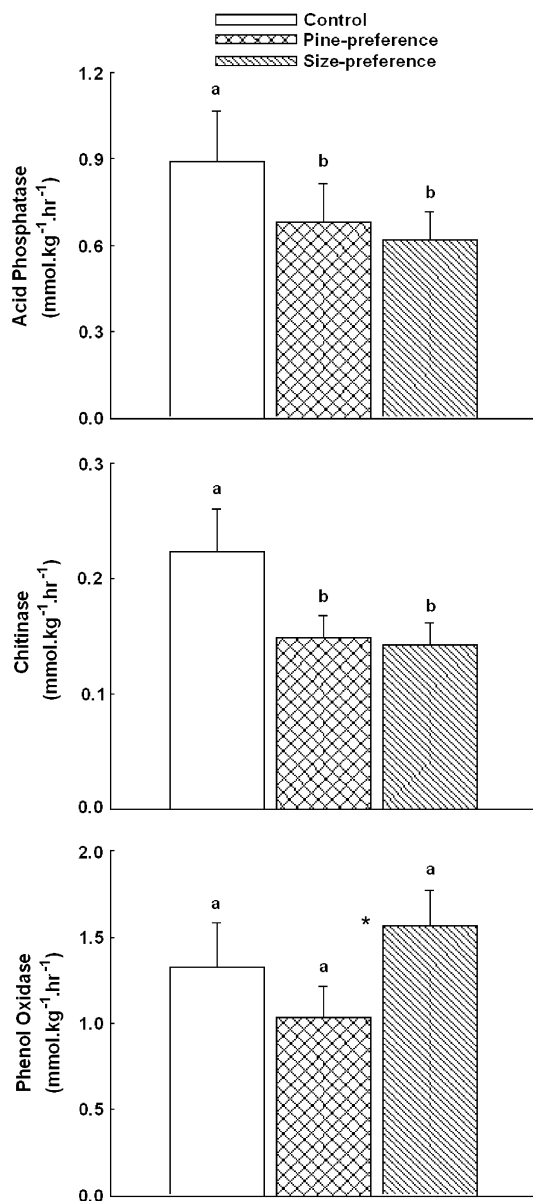 Control
Pine-preference
Size-preference
Acid Phosphatase
(mmol.kg⁻¹.hr⁻¹)
1.2
0.9
0.6
0.3
0.0
a
b
b
Chitinase
(mmol.kg⁻¹.hr⁻¹)
0.3
0.2
0.1
0.0
a
b
b
Phenol Oxidase
(mmol.kg⁻¹.hr⁻¹)
2.0
1.5
1.0
0.5
0.0
a
a
*
a